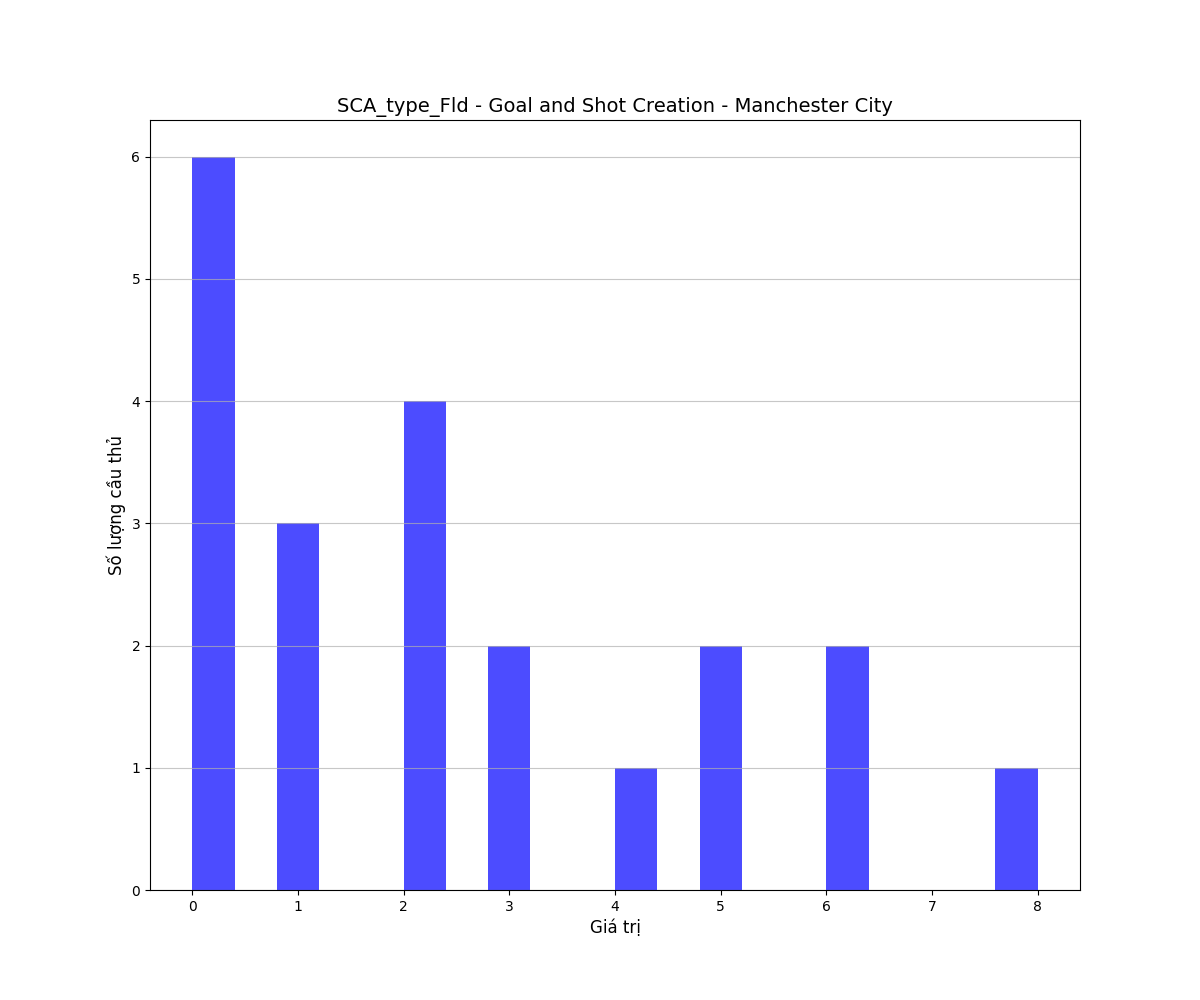 SCA_type_Fld - Goal and Shot Creation - Manchester City
6
5
4
3
2
1
0
Số lượng cầu thủ
0 1 2 3 4 5 6 7 8
Giá trị